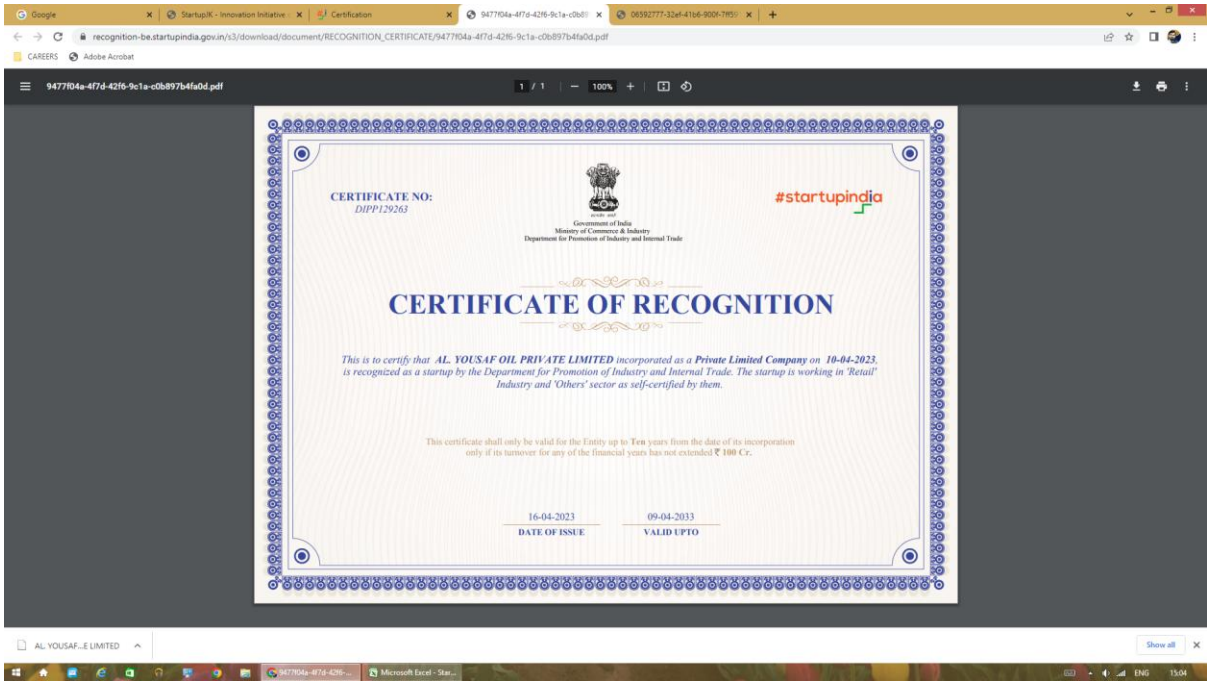 Google
StartupJK - Innovation Initiative
Certification
9477f04a-4f7d-42f6-9c1a-c0b8
06592777-32ef-41b6-900f-7ff5
recognition-be.startupindia.gov.in/s3/download/document/RECOGNITION_CERTIFICATE/9477f04a-4f7d-42f6-9c1a-c0b897b4fa0d.pdf
CAREERS Adobe Acrobat
9477f04a-4f7d-42f6-9c1a-c0b897b4fa0d.pdf
1 / 1
100%
CERTIFICATE NO:
DIPP129263
#startupindia
Government of India
Ministry of Commerce & Industry
Department for Promotion of Industry and Internal Trade
CERTIFICATE OF RECOGNITION
This is to certify that AL. YOUSAF OIL PRIVATE LIMITED incorporated as a Private Limited Company on 10-04-2023,
is recognized as a startup by the Department for Promotion of Industry and Internal Trade. The startup is working in 'Retail'
Industry and 'Others' sector as self-certified by them.
This certificate shall only be valid for the Entity up to Ten years from the date of its incorporation
only if its turnover for any of the financial years has not extended ₹ 100 Cr.
16-04-2023
DATE OF ISSUE
09-04-2033
VALID UPTO
AL. YOUSAF...E LIMITED
Show all
9477f04a-4f7d-42f6-...
Microsoft Excel - Star...
ENG
15:04